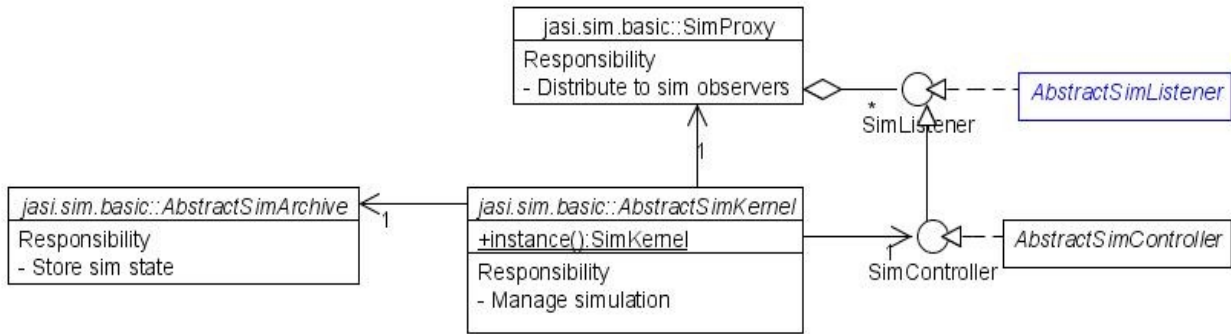 jasi.sim.basic::SimProxy
Responsibility
- Distribute to sim observers
*
SimListener
AbstractSimListener
1
jasi.sim.basic::AbstractSimArchive
Responsibility
- Store sim state
1
jasi.sim.basic::AbstractSimKernel
+instance():SimKernel
Responsibility
- Manage simulation
1
SimController
AbstractSimController